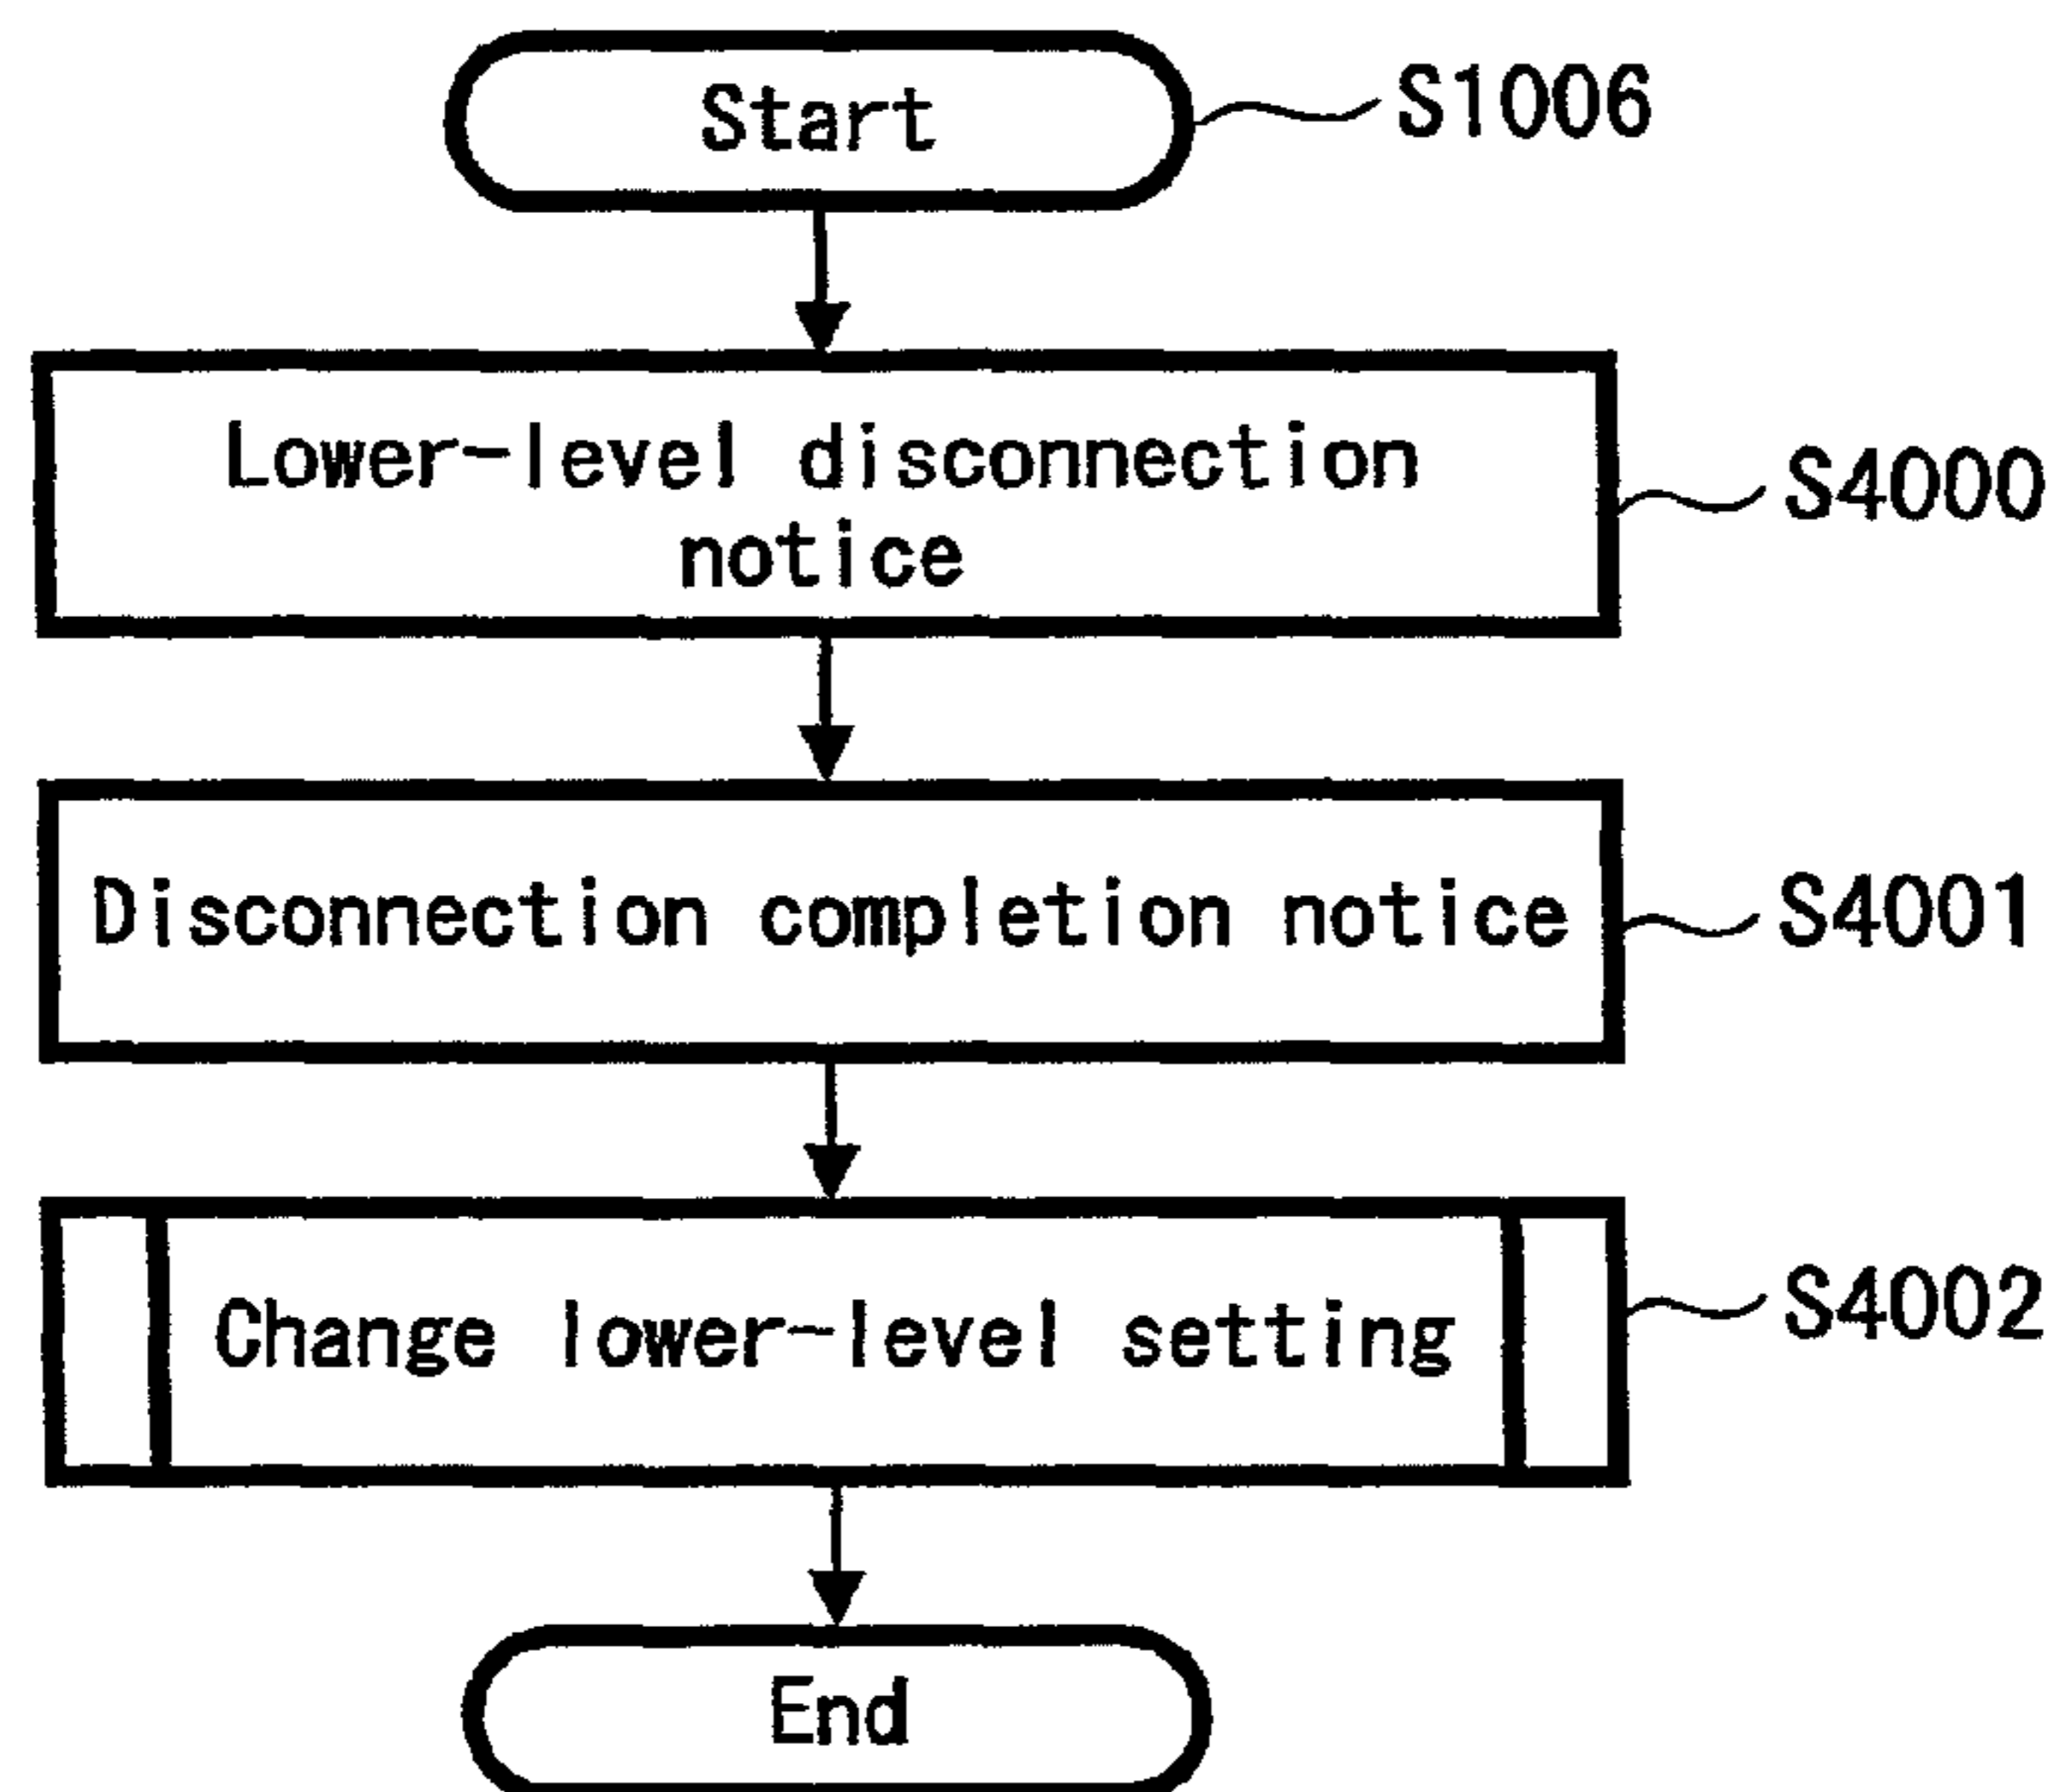 Start
S1006
Lower-level disconnection
notice
S4000
Disconnection completion notice
S4001
Change lower-level setting
S4002
End